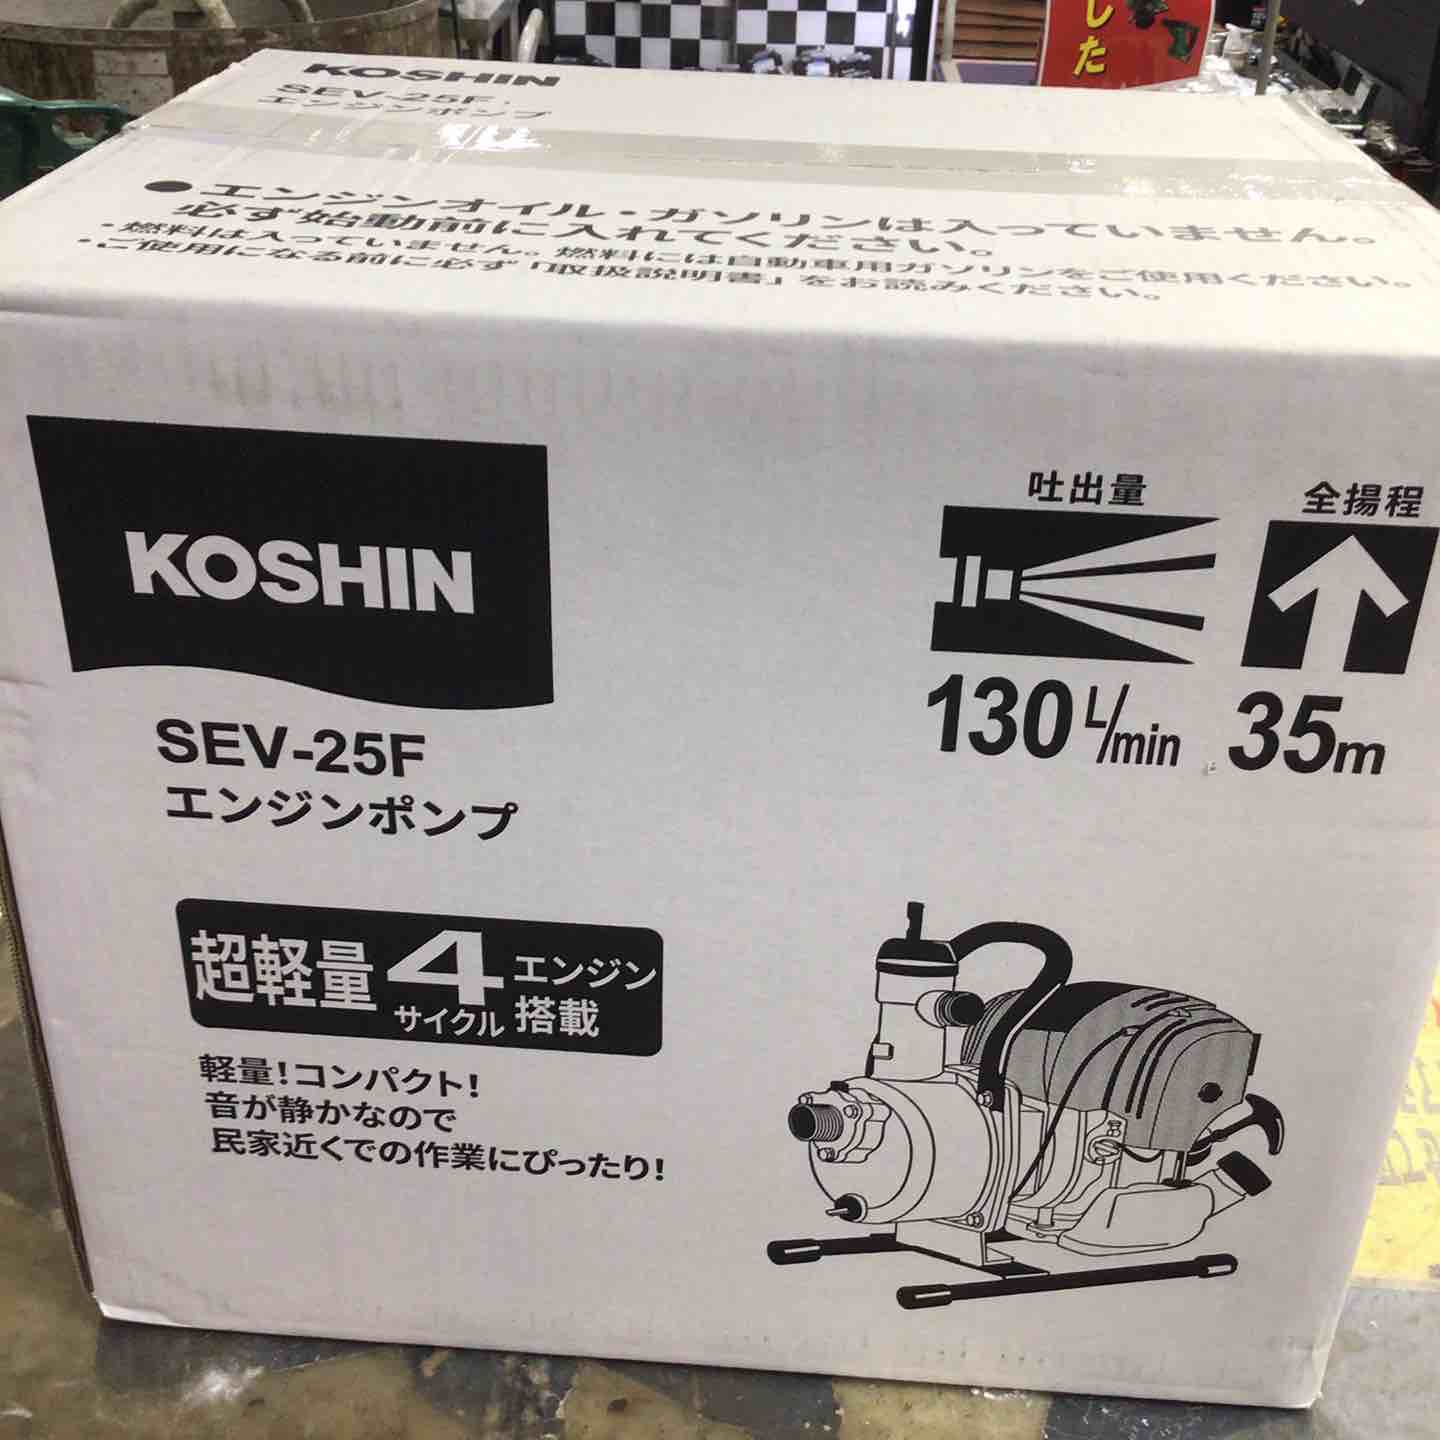 した
KOSHIN
SEV-25F
エンジンポンプ
●エンジンオイル・ガソリンは入っていません。
必ず始動前に入れてください。
・燃料は入っていません。燃料には自動車用ガソリンをご使用ください。
・ご使用になる前に必ず「取扱説明書」をお読みください。
KOSHIN
SEV-25F
エンジンポンプ
吐出量
130L/min
全揚程
35m
超軽量4サイクルエンジン搭載
軽量!コンパクト!
音が静かなので
民家近くでの作業にぴったり!